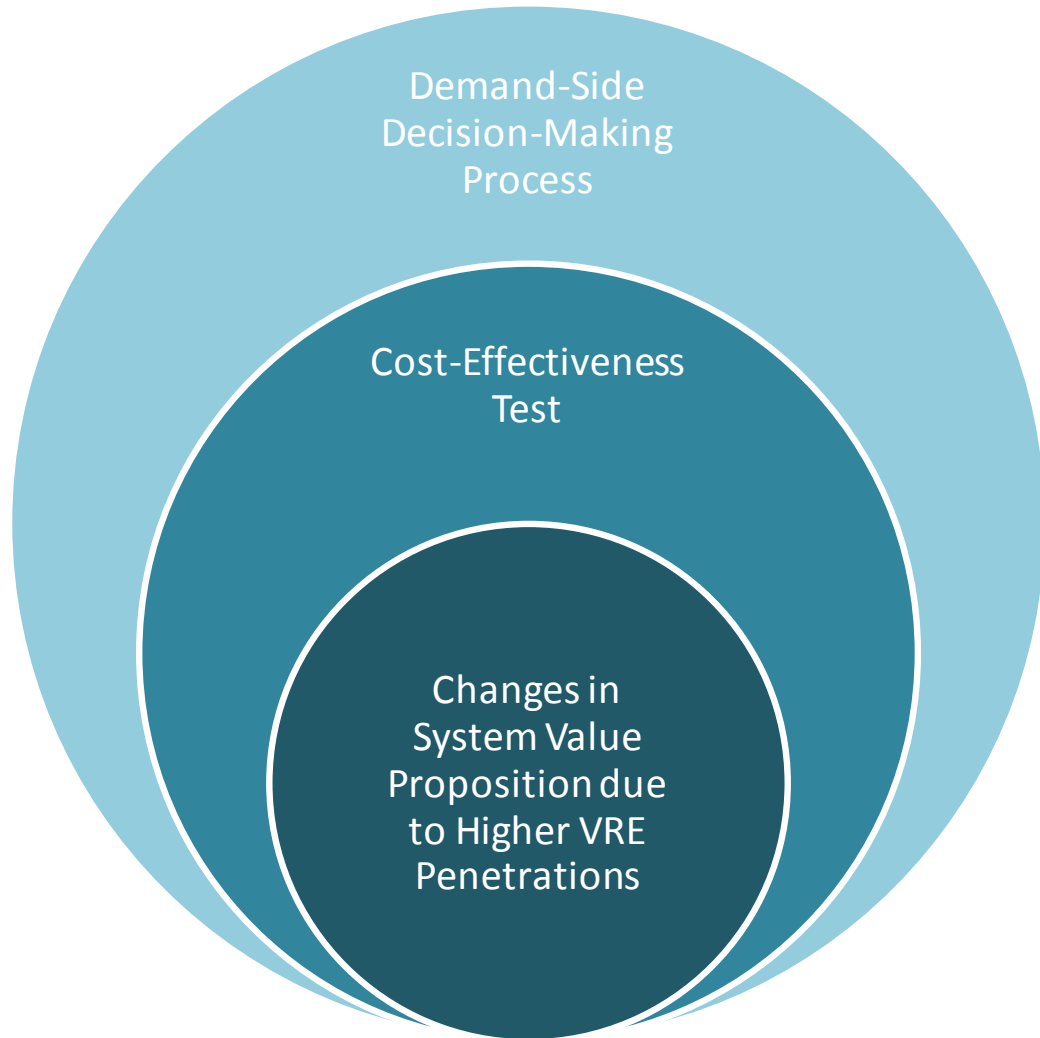 Demand-Side
Decision-Making
Process
Cost-Effectiveness
Test
Changes in
System Value
Proposition due
to Higher VRE
Penetrations